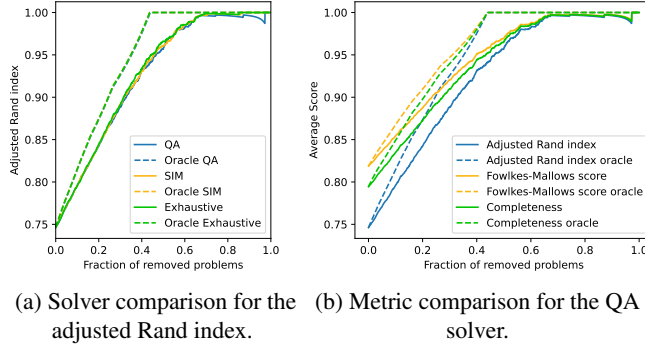 1.00
0.95
0.90
0.85
0.80
0.75
Adjusted Rand index
QA
Oracle QA
SIM
Oracle SIM
Exhaustive
Oracle Exhaustive
0.0 0.2 0.4 0.6 0.8 1.0
Fraction of removed problems
(a) Solver comparison for the
adjusted Rand index.
1.00
0.95
0.90
0.85
0.80
0.75
Average Score
Adjusted Rand index
Adjusted Rand index oracle
Fowlkes-Mallows score
Fowlkes-Mallows score oracle
Completeness
Completeness oracle
0.0 0.2 0.4 0.6 0.8 1.0
Fraction of removed problems
(b) Metric comparison for the QA
solver.